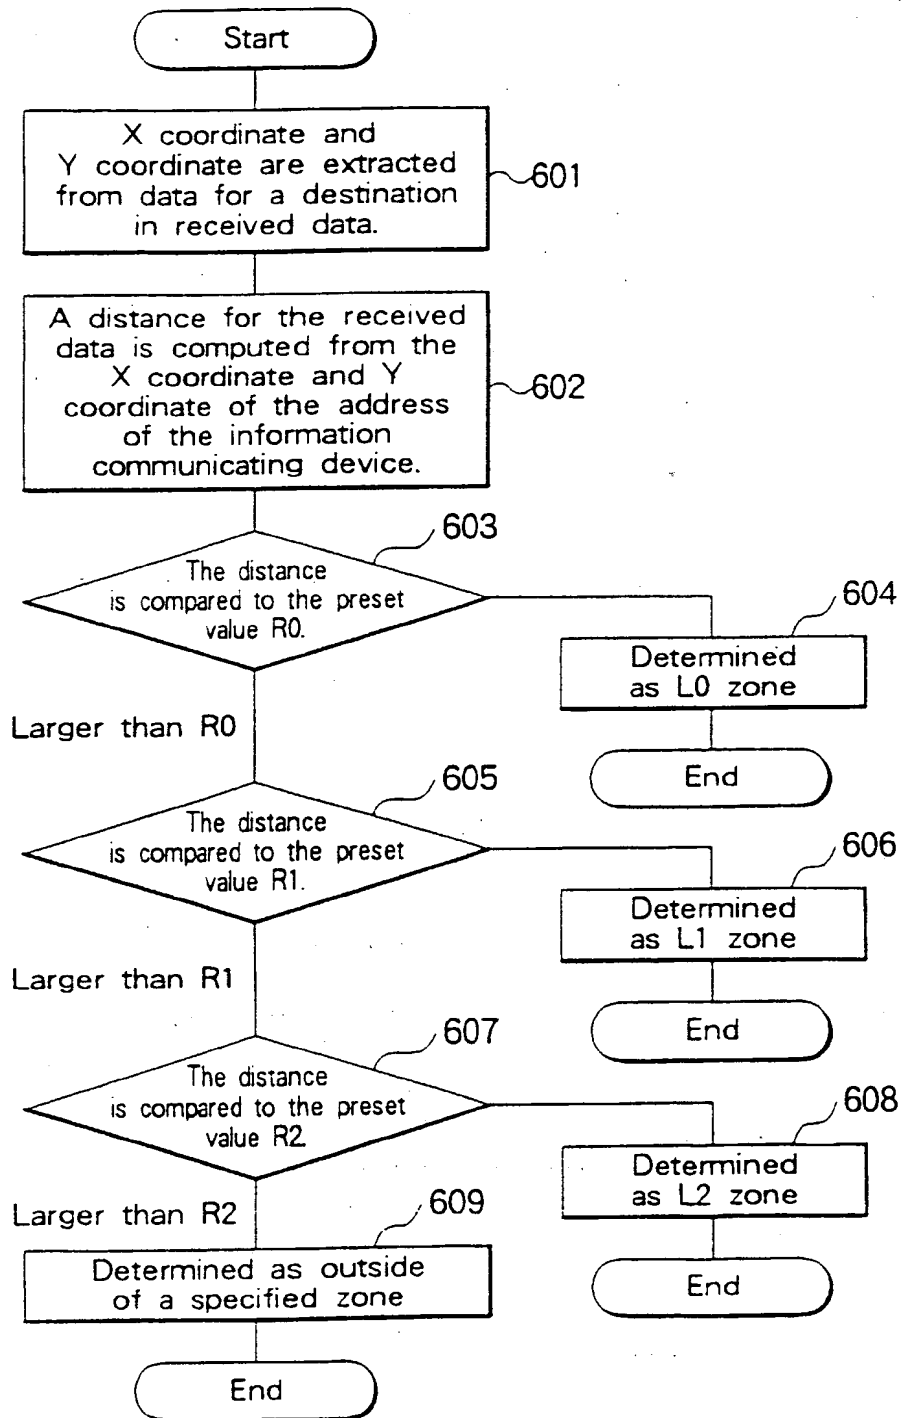 Start
X coordinate and
Y coordinate are extracted
from data for a destination
in received data.
601
A distance for the received
data is computed from the
X coordinate and Y
coordinate of the address
of the information
communicating device.
602
603
The distance
is compared to the preset
value R0.
604
Determined
as L0 zone
Larger than R0
End
605
The distance
is compared to the preset
value R1.
606
Determined
as L1 zone
Larger than R1
End
607
The distance
is compared to the preset
value R2.
608
Determined
as L2 zone
Larger than R2
609
Determined as outside
of a specified zone
End
End